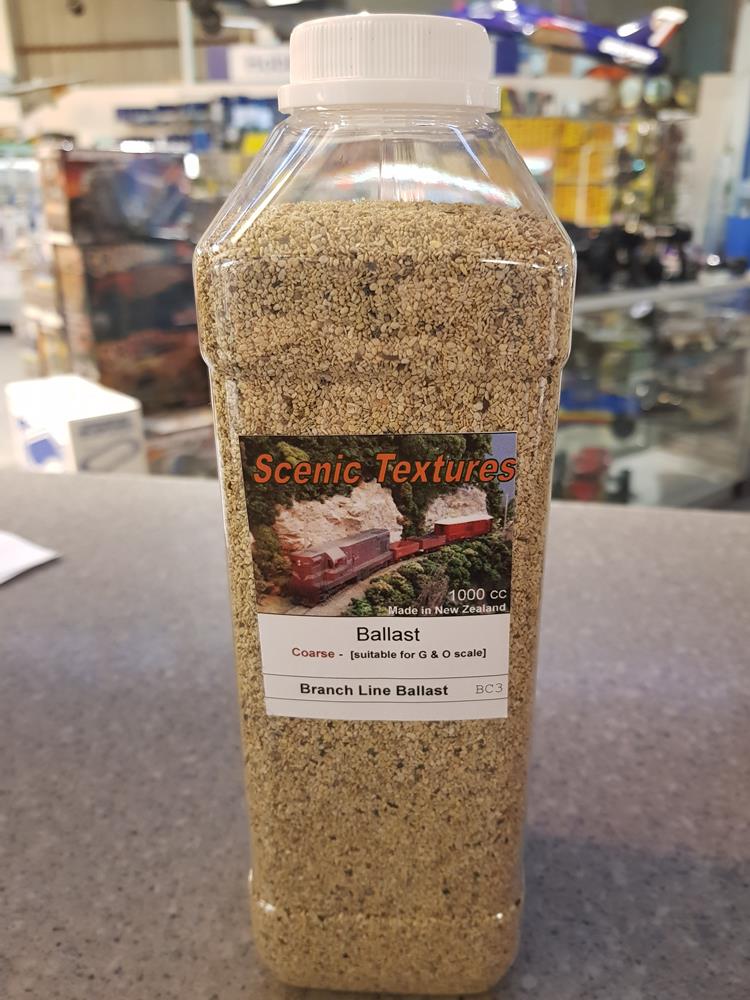 Scenic Textures
1000 cc
Made in New Zealand
Ballast
Coarse - [suitable for G & O scale]
Branch Line Ballast BC3